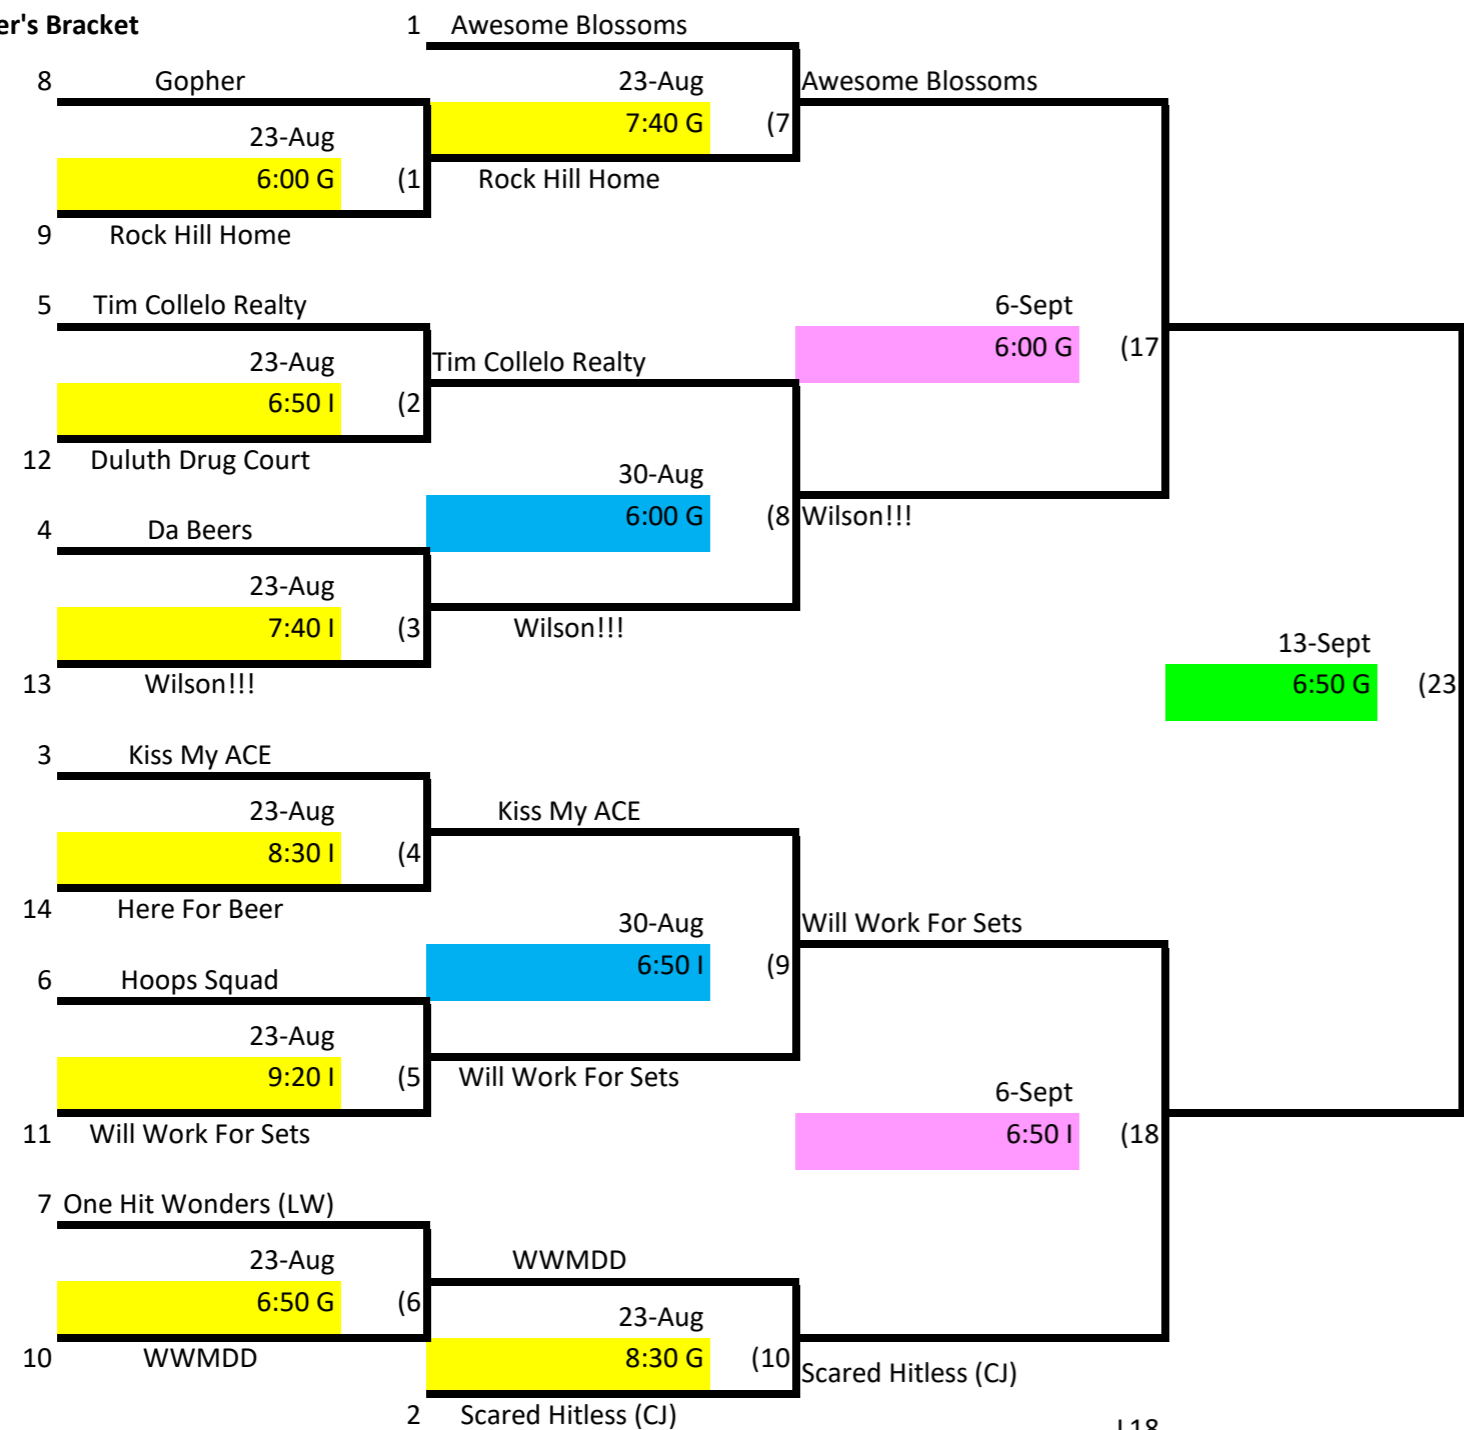 er's Bracket
1 Awesome Blossoms
8 Gopher
23-Aug
Awesome Blossoms
7:40 G (7
23-Aug
6:00 G (1
Rock Hill Home
9 Rock Hill Home
5 Tim Collelo Realty
6-Sept
6:00 G (17
23-Aug
Tim Collelo Realty
6:50 I (2
12 Duluth Drug Court
30-Aug
6:00 G (8
Wilson!!!
4 Da Beers
23-Aug
7:40 I (3
Wilson!!!
13 Wilson!!!
13-Sept
6:50 G (23
3 Kiss My ACE
23-Aug
Kiss My ACE
8:30 I (4
14 Here For Beer
30-Aug
Will Work For Sets
6:50 I (9
6 Hoops Squad
23-Aug
9:20 I (5
Will Work For Sets
6-Sept
6:50 I (18
11 Will Work For Sets
7 One Hit Wonders (LW)
23-Aug
WWMDD
6:50 G (6
23-Aug
8:30 G (10
10 WWMDD
Scared Hitless (CJ)
2 Scared Hitless (CJ)
L18